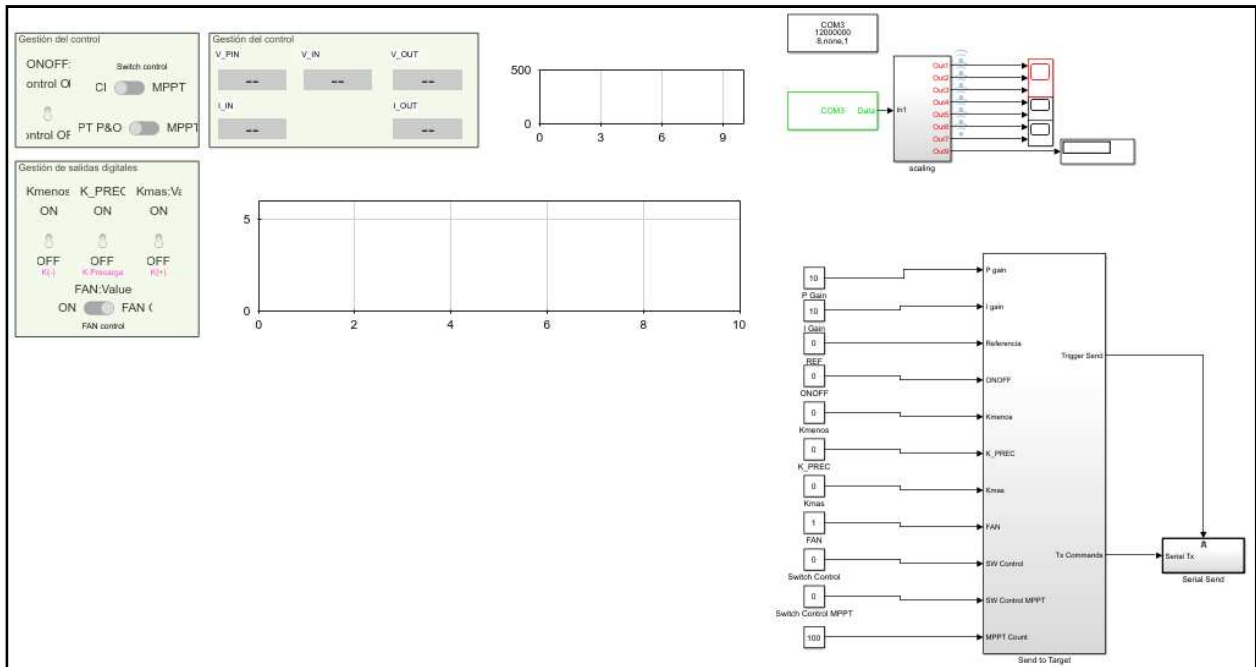 Gestión del control
ONOFF:
Switch control
ontrol OI
CI
MPPT
ontrol OF
PT P&O
MPPT
Gestión del control
V_PIN
V_IN
V_OUT
--
--
--
I_IN
I_OUT
--
--
500
0
0
3
6
9
Gestión de salidas digitales
Kmenos
K_PREC
Kmas:Va
ON
ON
ON
OFF
OFF
OFF
K(-)
K.Precarga
K(+)
FAN:Value
ON
FAN (
FAN control
5
0
0
2
4
6
8
10
COM3
12000000
8,none,1
COM3
Data
In1
Out1
Out2
Out3
Out4
Out5
Out6
Out7
Out8
scaling
10
P Gain
P gain
10
I Gain
I gain
0
REF
Referencia
0
ONOFF
ONOFF
0
Kmenos
Kmenos
0
K_PREC
K_PREC
0
Kmas
Kmas
1
FAN
FAN
0
Switch Control
SW Control
0
Switch Control MPPT
SW Control MPPT
100
MPPT Count
Trigger Send
Tx Commands
Send to Target
Serial Tx
Serial Send